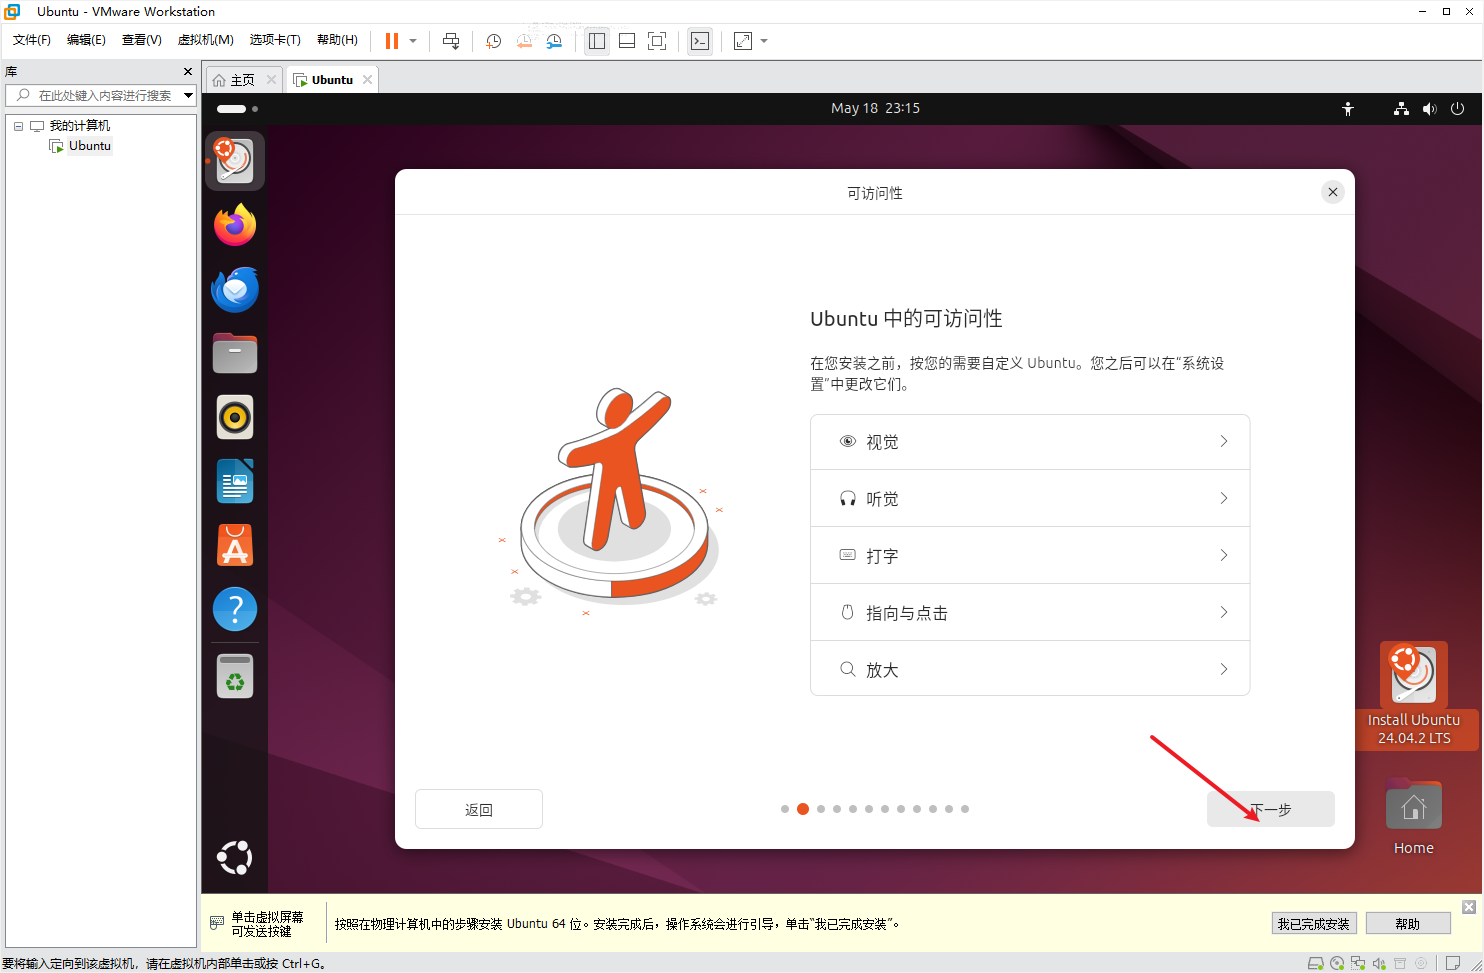 Ubuntu - VMware Workstation
文件(F) 编辑(E) 查看(V) 虚拟机(M) 选项卡(T) 帮助(H)
库
在此处键入内容进行搜索
我的计算机
Ubuntu
主页
Ubuntu
May 18 23:15
可访问性
Ubuntu 中的可访问性
在您安装之前，按您的需要自定义 Ubuntu。您之后可以在“系统设
置”中更改它们。
视觉
听觉
打字
指向与点击
放大
返回
下一步
Install Ubuntu
24.04.2 LTS
Home
单击虚拟屏幕
可发送按键
按照在物理计算机中的步骤安装 Ubuntu 64 位。安装完成后，操作系统会进行引导，单击“我已完成安装”。
我已完成安装
帮助
要将输入定向到该虚拟机，请在虚拟机内部单击或按 Ctrl+G。